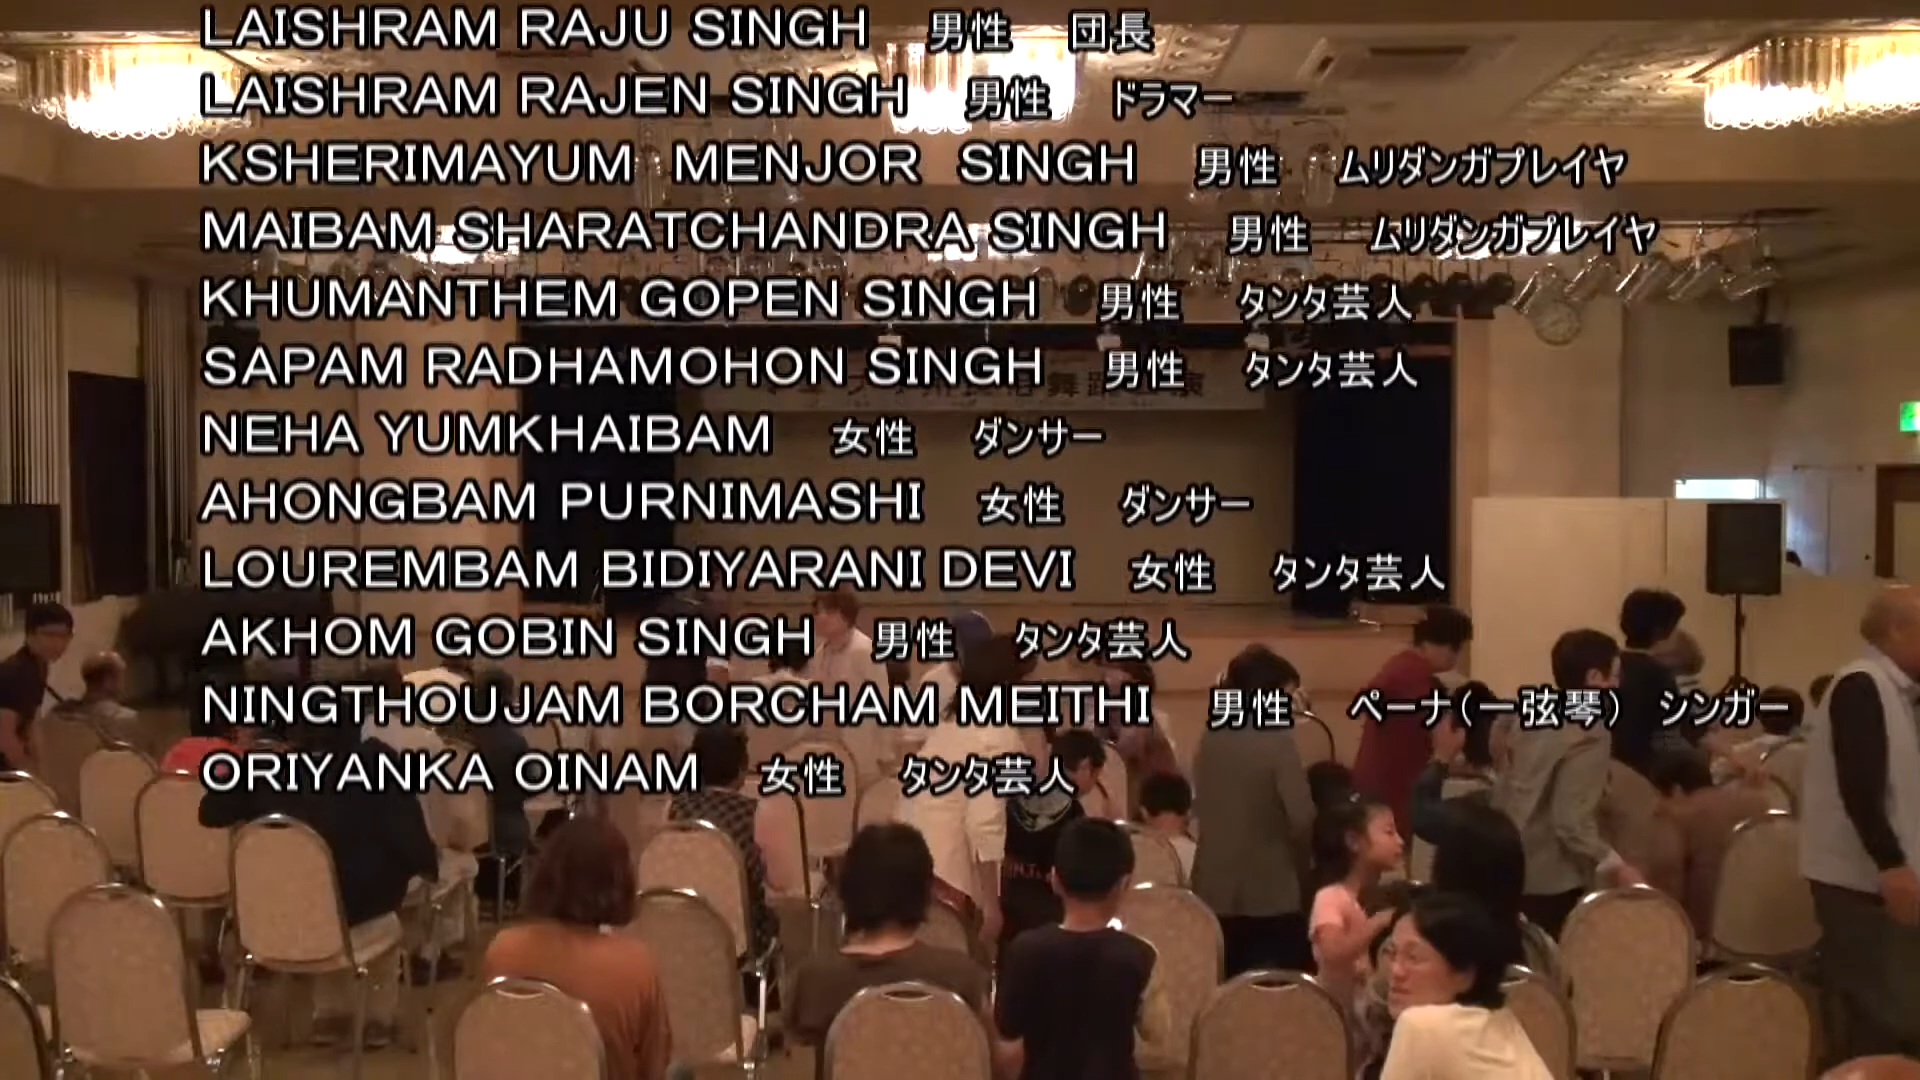 LAISHRAM RAJU SINGH 男性 団長
LAISHRAM RAJEN SINGH 男性 ドラマー
KSHERIMAYUM MENJOR SINGH 男性 ムリダンガプレイヤ
MAIBAM SHARATCHANDRA SINGH 男性 ムリダンガプレイヤ
KHUMANTHEM GOPEN SINGH 男性 タンタ芸人
SAPAM RADHAMOHON SINGH 男性 タンタ芸人
NEHA YUMKHAIBAM 女性 ダンサー
AHONGBAM PURNIMASHI 女性 ダンサー
LOUREMBAM BIDIYARANI DEVI 女性 タンタ芸人
AKHOM GOBIN SINGH 男性 タンタ芸人
NINGTHOUJAM BORCHAM MEITHI 男性 ペーナ(一弦琴) シンガー
ORIYANKA OINAM 女性 タンタ芸人